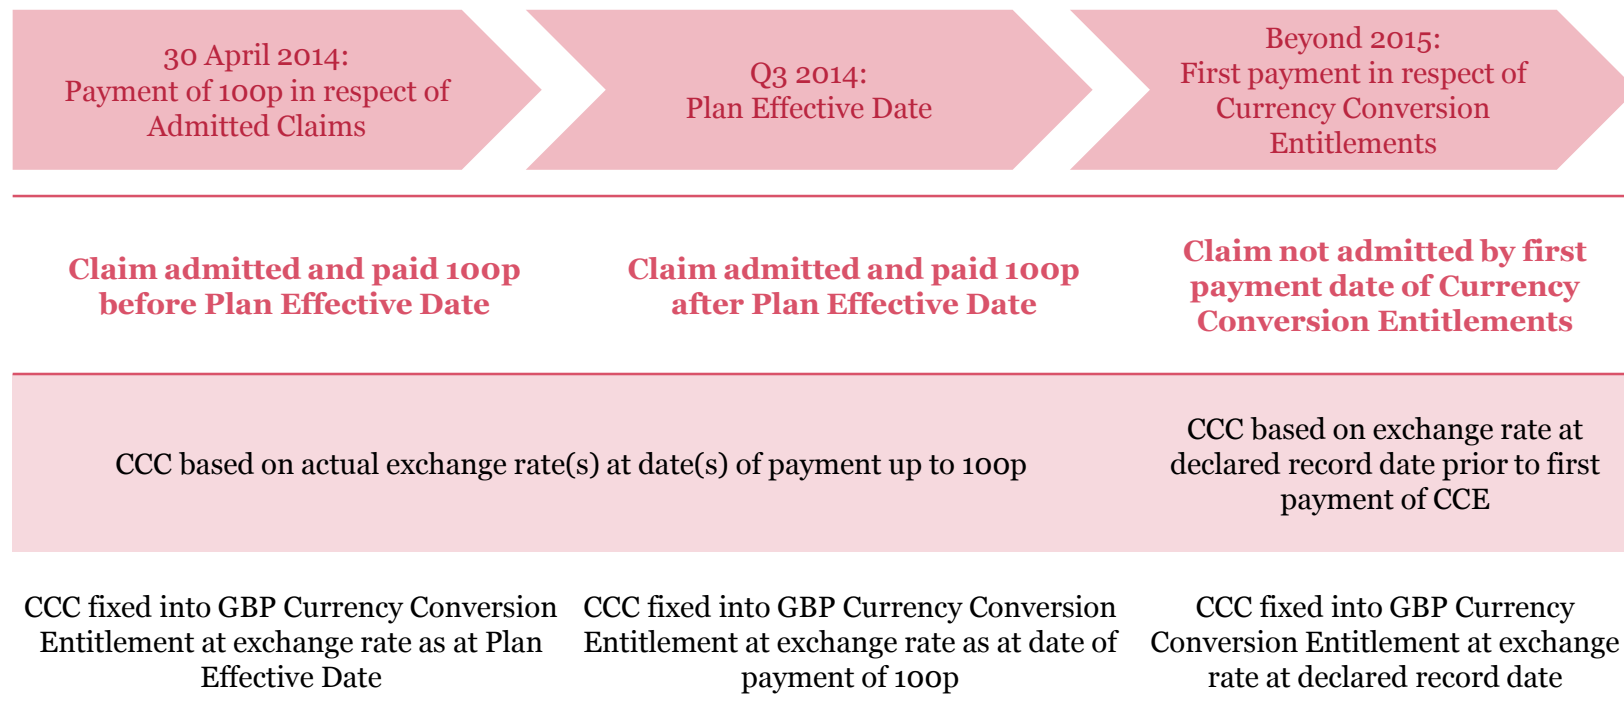 30 April 2014:
Payment of 100p in respect of
Admitted Claims
Q3 2014:
Plan Effective Date
Beyond 2015:
First payment in respect of
Currency Conversion
Entitlements
Claim admitted and paid 100p
before Plan Effective Date
Claim admitted and paid 100p
after Plan Effective Date
Claim not admitted by first
payment date of Currency
Conversion Entitlements
CCC based on actual exchange rate(s) at date(s) of payment up to 100p
CCC based on exchange rate at
declared record date prior to first
payment of CCE
CCC fixed into GBP Currency Conversion
Entitlement at exchange rate as at Plan
Effective Date
CCC fixed into GBP Currency Conversion
Entitlement at exchange rate as at date of
payment of 100p
CCC fixed into GBP Currency
Conversion Entitlement at exchange
rate at declared record date